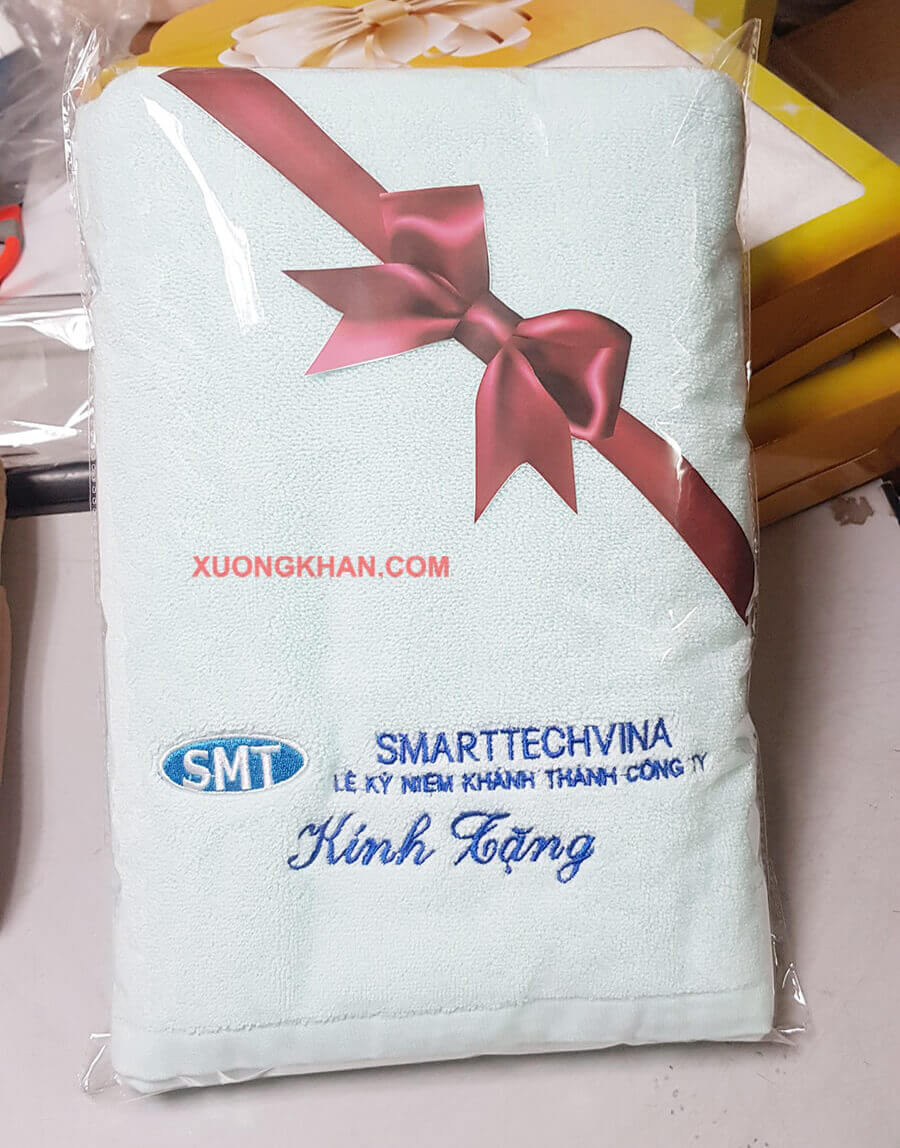 XUONGKHAN.COM
SMT
SMARTTECHVINA
LỄ KỶ NIỆM KHÁNH THÀNH CÔNG TY
Kính Tặng